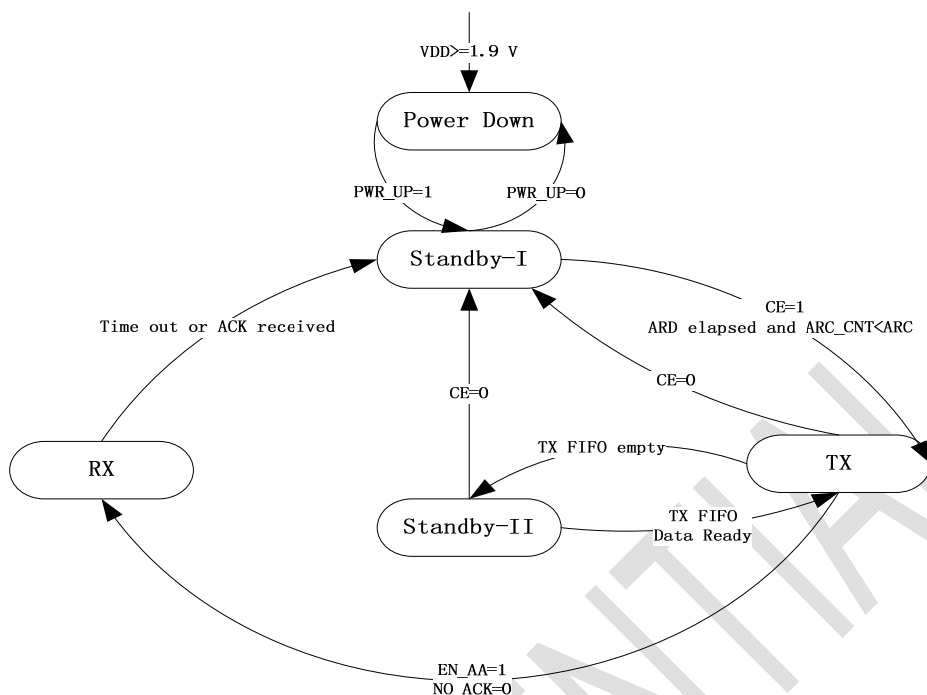 VDD>=1.9 V
Power Down
PWR_UP=1
PWR_UP=0
Standby-I
Time out or ACK received
CE=1
ARD elapsed and ARC_CNT<ARC
CE=0
CE=0
TX FIFO empty
RX
TX
Standby-II
TX FIFO
Data Ready
EN_AA=1
NO_ACK=0